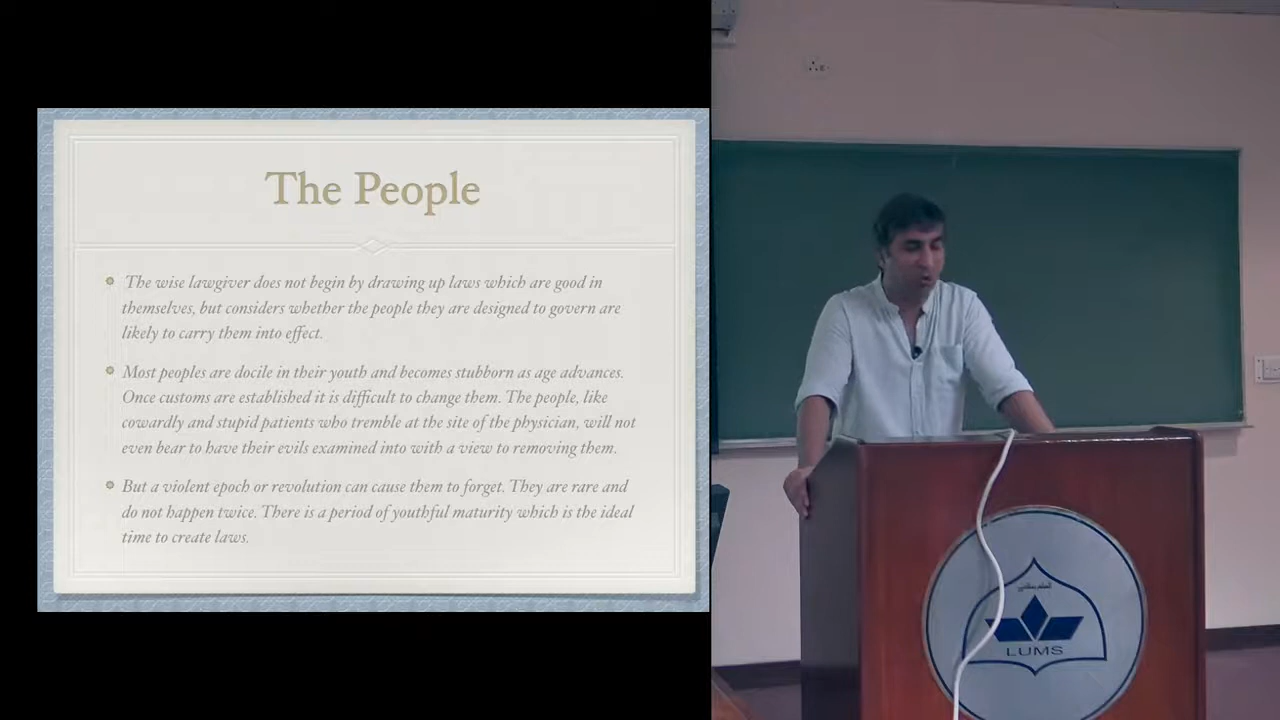 The People
The wise lawgiver does not begin by drawing up laws which are good in
themselves, but considers whether the people they are designed to govern are
likely to carry them into effect.
Most peoples are docile in their youth and becomes stubborn as age advances.
Once customs are established it is difficult to change them. The people, like
cowardly and stupid patients who tremble at the site of the physician, will not
even bear to have their evils examined into with a view to removing them.
But a violent epoch or revolution can cause them to forget. They are rare and
do not happen twice. There is a period of youthful maturity which is the ideal
time to create laws.
LUMS